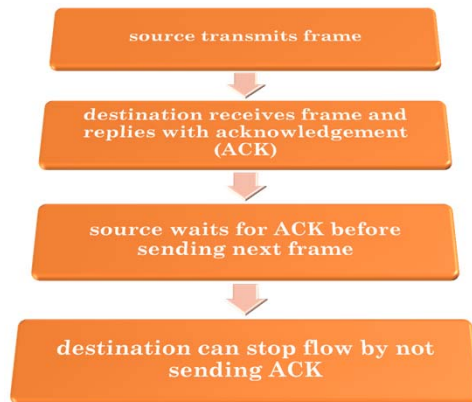 source transmits frame
destination receives frame and
replies with acknowledgement
(ACK)
source waits for ACK before
sending next frame
destination can stop flow by not
sending ACK